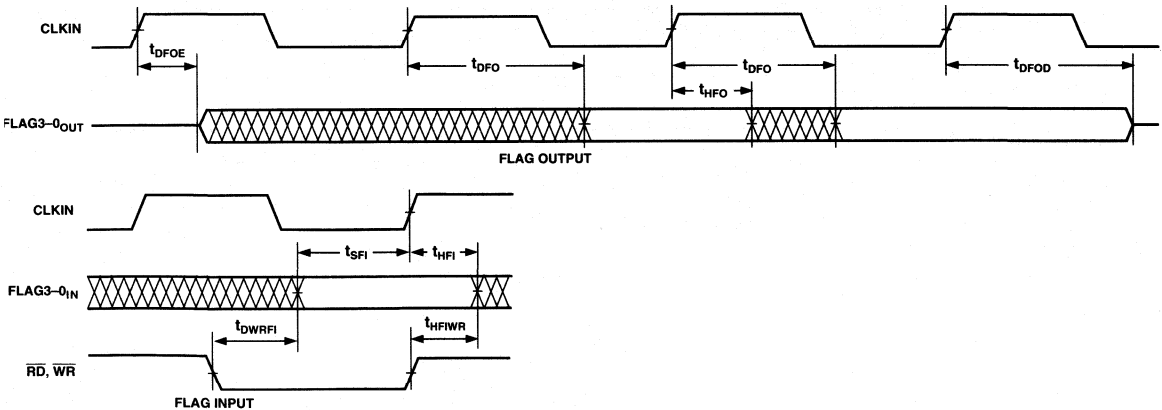 CLKIN
tDFOE
tDFO
tDFO
tDFOD
tHFO
FLAG3–0OUT
FLAG OUTPUT
CLKIN
tSFI
tHFI
FLAG3–0IN
tDWRFI
tHFIWR
RD, WR
FLAG INPUT